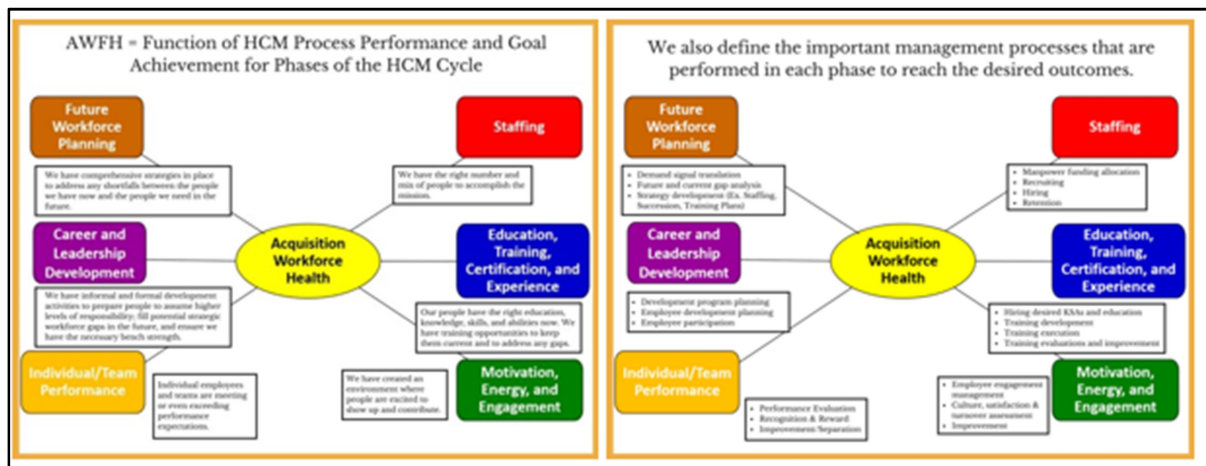 AWFH = Function of HCM Process Performance and Goal
Achievement for Phases of the HCM Cycle
Future
Workforce
Planning
Staffing
We have comprehensive strategies in place
to address any shortfalls between the people
we have now and the people we need in the
future.
We have the right number and
mix of people to accomplish the
mission.
Career and
Leadership
Development
Acquisition
Workforce
Health
Education,
Training,
Certification, and
Experience
We have informal and formal development
activities to prepare people to assume higher
levels of responsibility; fill potential strategic
workforce gaps in the future, and ensure we
have the necessary bench strength.
Our people have the right education,
knowledge, skills, and abilities now. We
have training opportunities to keep
them current and to address any gaps.
Individual/Team
Performance
Individual employees
and teams are meeting
or even exceeding
performance
expectations.
We have created an
environment where
people are excited to
show up and contribute.
Motivation,
Energy, and
Engagement
We also define the important management processes that are
performed in each phase to reach the desired outcomes.
Future
Workforce
Planning
Staffing
• Demand signal translation
• Future and current gap analysis
• Strategy development (Ex. Staffing,
Succession, Training Plans)
• Manpower funding allocation
• Recruiting
• Hiring
• Retention
Career and
Leadership
Development
Acquisition
Workforce
Health
Education,
Training,
Certification, and
Experience
• Development program planning
• Employee development planning
• Employee participation
• Hiring desired KSAs and education
• Training development
• Training execution
• Training evaluations and improvement
Individual/Team
Performance
• Performance Evaluation
• Recognition & Reward
• Improvement/Separation
• Employee engagement
management
• Culture, satisfaction &
turnover assessment
• Improvement
Motivation,
Energy, and
Engagement